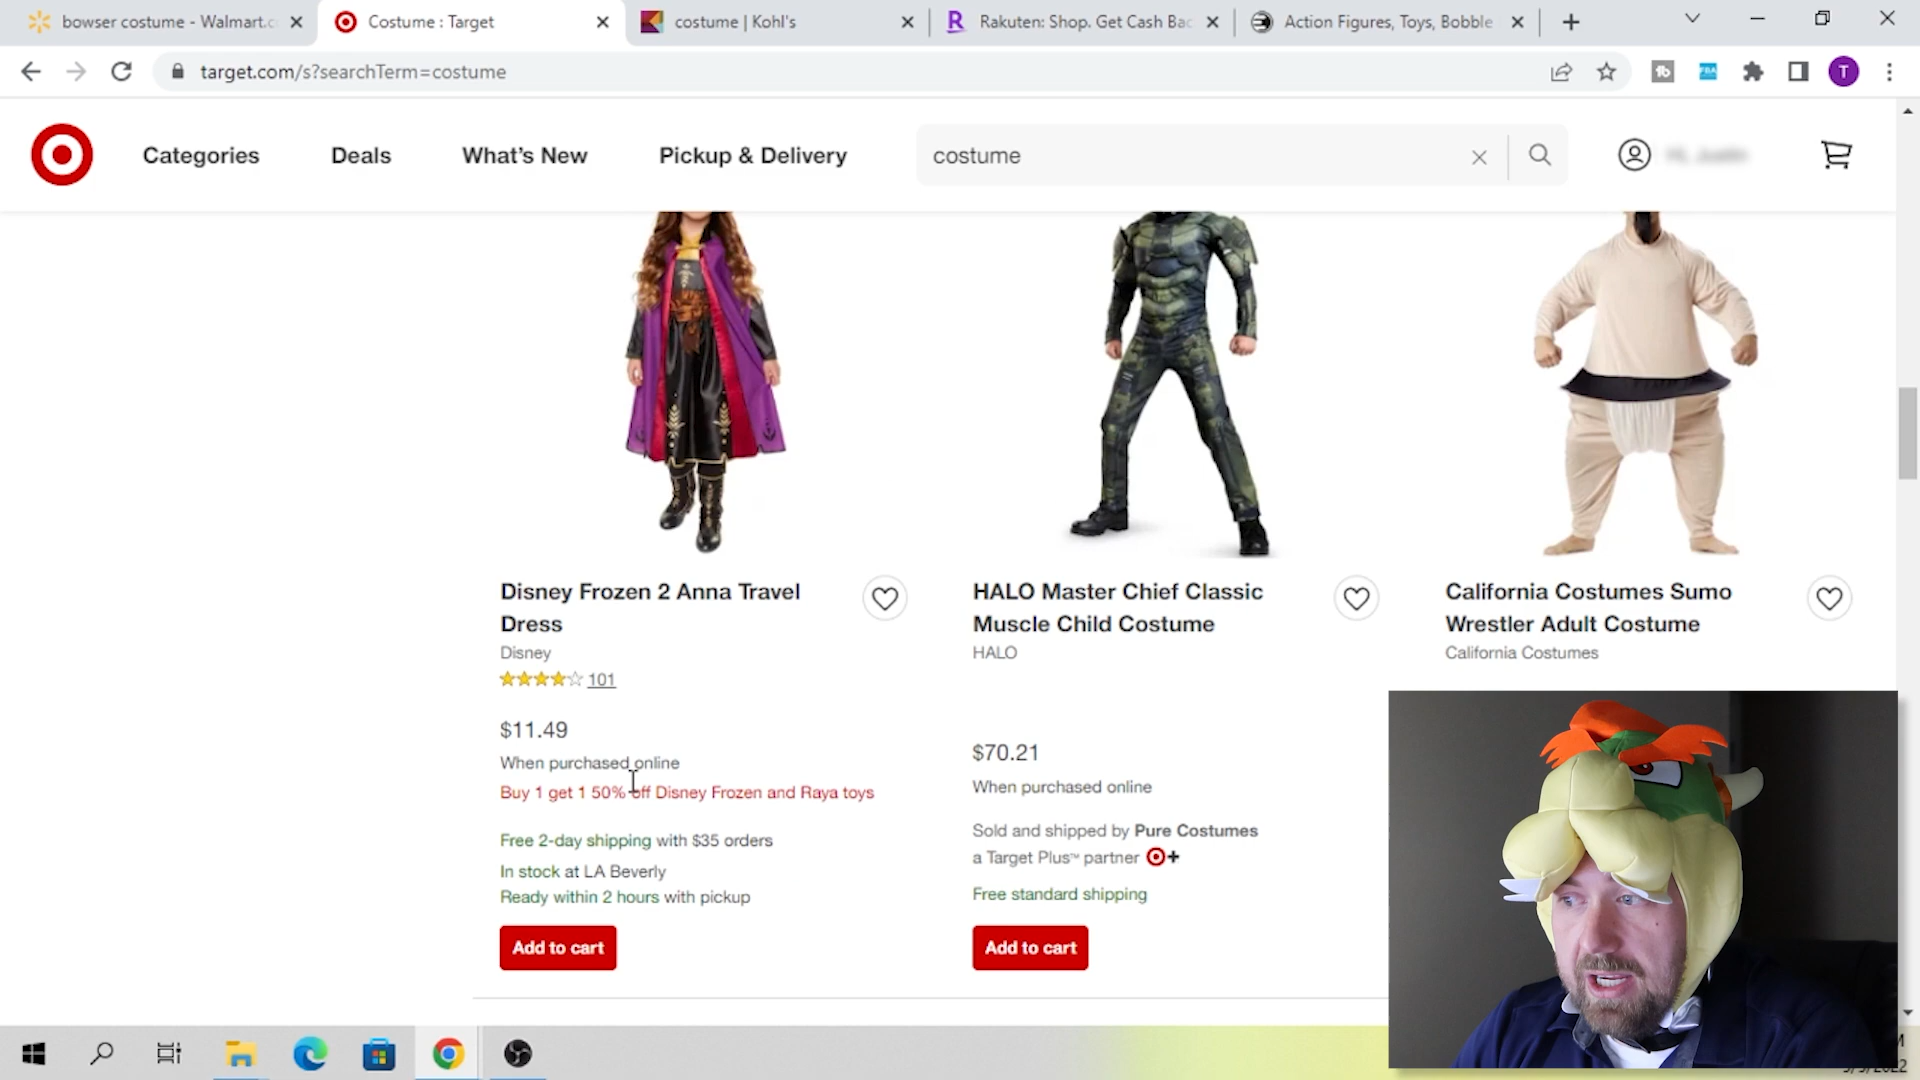 bowser costume - Walmart.c
Costume : Target
costume | Kohl's
Rakuten: Shop. Get Cash Bac
Action Figures, Toys, Bobble
target.com/s?searchTerm=costume
T
Categories
Deals
What's New
Pickup & Delivery
costume
Disney Frozen 2 Anna Travel
Dress
Disney
101
$11.49
When purchased online
Buy 1 get 1 50% off Disney Frozen and Raya toys
Free 2-day shipping with $35 orders
In stock at LA Beverly
Ready within 2 hours with pickup
Add to cart
HALO Master Chief Classic
Muscle Child Costume
HALO
$70.21
When purchased online
Sold and shipped by Pure Costumes
a Target Plus™ partner
Free standard shipping
Add to cart
California Costumes Sumo
Wrestler Adult Costume
California Costumes